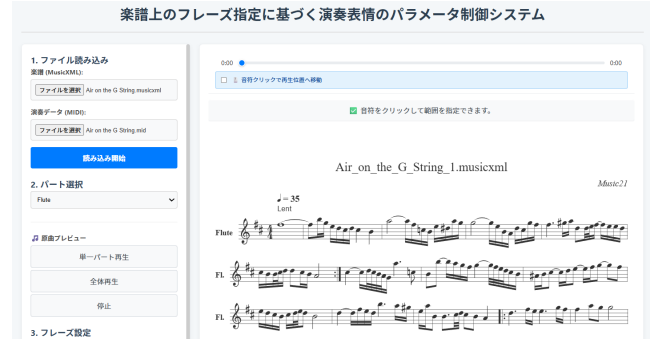 楽譜上のフレーズ指定に基づく演奏表情のパラメータ制御システム
1. ファイル読み込み
楽譜 (MusicXML):
ファイルを選択 Air on the G String.musicxml
演奏データ (MIDI):
ファイルを選択 Air on the G String.mid
読み込み開始
2. パート選択
Flute
原曲プレビュー
単一パート再生
全体再生
停止
3. フレーズ設定
0:00 0:00
音符クリックで再生位置へ移動
音符をクリックして範囲を指定できます。
Air_on_the_G_String_1.musicxml
Music21
♩= 35
Lent
Flute
Fl.
Fl.